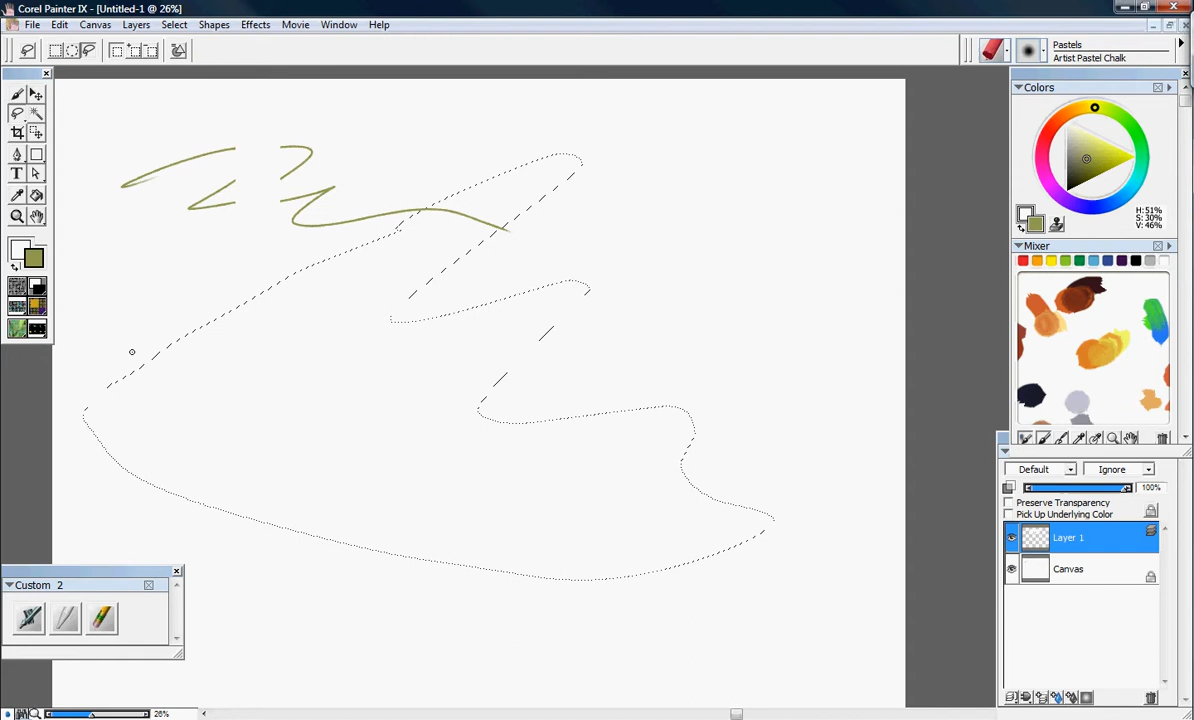 Corel Painter IX - [Untitled-1 @ 26%]
File Edit Canvas Layers Select Shapes Effects Movie Window Help
Pastels
Artist Pastel Chalk
Colors
H: 51%
S: 30%
V: 46%
Mixer
T
Default Ignore
100%
Preserve Transparency
Pick Up Underlying Color
Layer 1
Canvas
Custom 2
26%